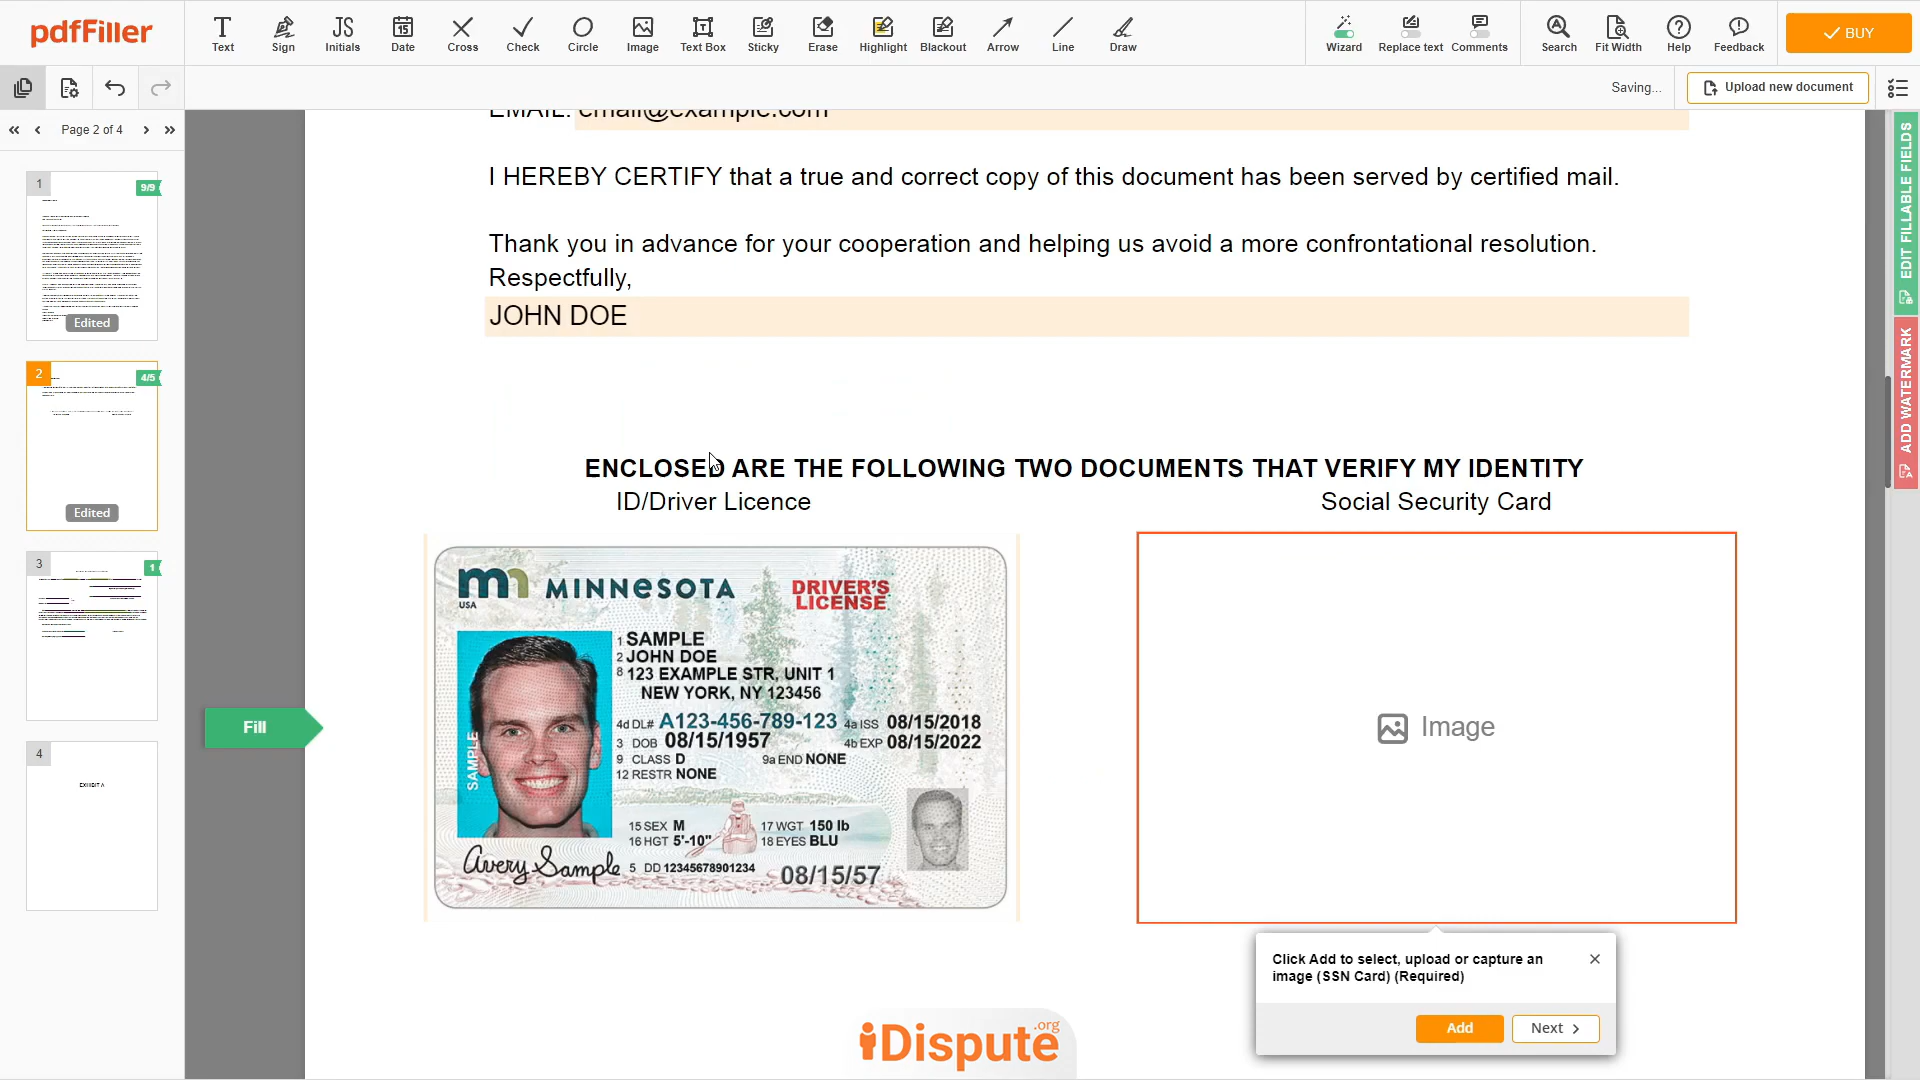 pdfFiller
Text
Sign
JS
Initials
15
Date
Cross
Check
Circle
Image
Text Box
Sticky
Erase
Highlight
Blackout
Arrow
Line
Draw
Wizard
Replace text
Comments
Search
Fit Width
Help
Feedback
BUY
Saving...
Upload new document
Page 2 of 4
1
9/9
Edited
2
4/5
Edited
3
1
4
EXHIBIT A
EMAIL: email@example.com
I HEREBY CERTIFY that a true and correct copy of this document has been served by certified mail.
Thank you in advance for your cooperation and helping us avoid a more confrontational resolution.
Respectfully,
JOHN DOE
ENCLOSED ARE THE FOLLOWING TWO DOCUMENTS THAT VERIFY MY IDENTITY
ID/Driver Licence
Social Security Card
Fill
mn
USA
MINNESOTA
DRIVER'S
LICENSE
SAMPLE
1 SAMPLE
2 JOHN DOE
8 123 EXAMPLE STR, UNIT 1
NEW YORK, NY 123456
4d DL# A123-456-789-123 4a ISS 08/15/2018
3 DOB 08/15/1957 4b EXP 08/15/2022
9 CLASS D 9a END NONE
12 RESTR NONE
15 SEX M 17 WGT 150 lb
16 HGT 5'-10" 18 EYES BLU
Avery Sample
5 DD 12345678901234
08/15/57
Image
Click Add to select, upload or capture an
image (SSN Card) (Required)
Add
Next
iDispute.org
EDIT FILLABLE FIELDS
ADD WATERMARK